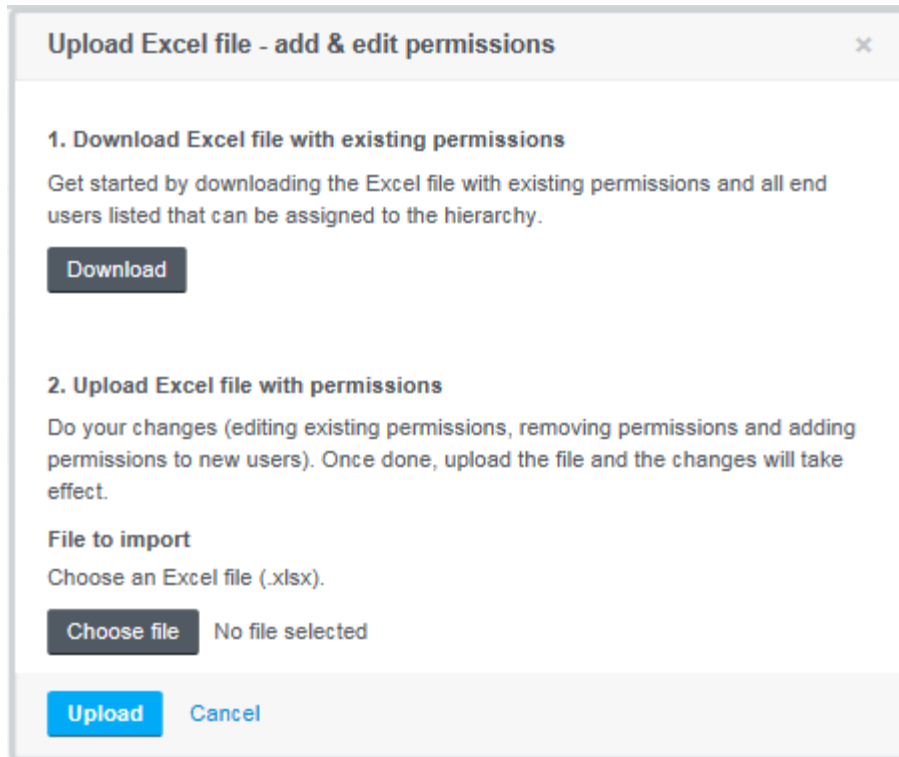 Upload Excel file - add & edit permissions
×
1. Download Excel file with existing permissions
Get started by downloading the Excel file with existing permissions and all end
users listed that can be assigned to the hierarchy.
Download
2. Upload Excel file with permissions
Do your changes (editing existing permissions, removing permissions and adding
permissions to new users). Once done, upload the file and the changes will take
effect.
File to import
Choose an Excel file (.xlsx).
Choose file No file selected
Upload Cancel